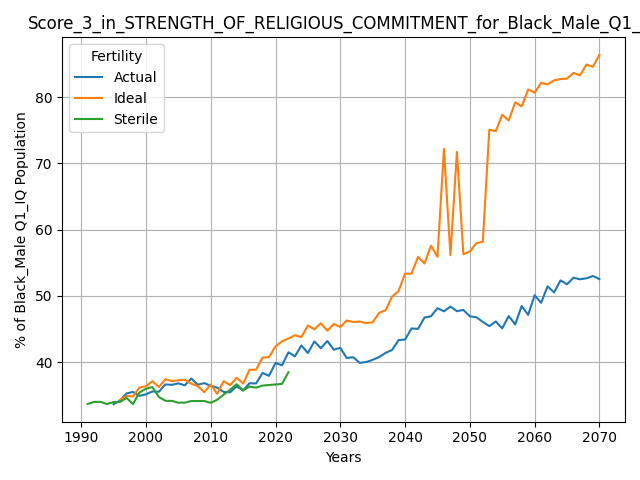 Score_3_in_STRENGTH_OF_RELIGIOUS_COMMITMENT_for_Black_Male_Q1_
Fertility
Actual
Ideal
Sterile
% of Black_Male Q1_IQ Population
80
70
60
50
40
1990 2000 2010 2020 2030 2040 2050 2060 2070
Years